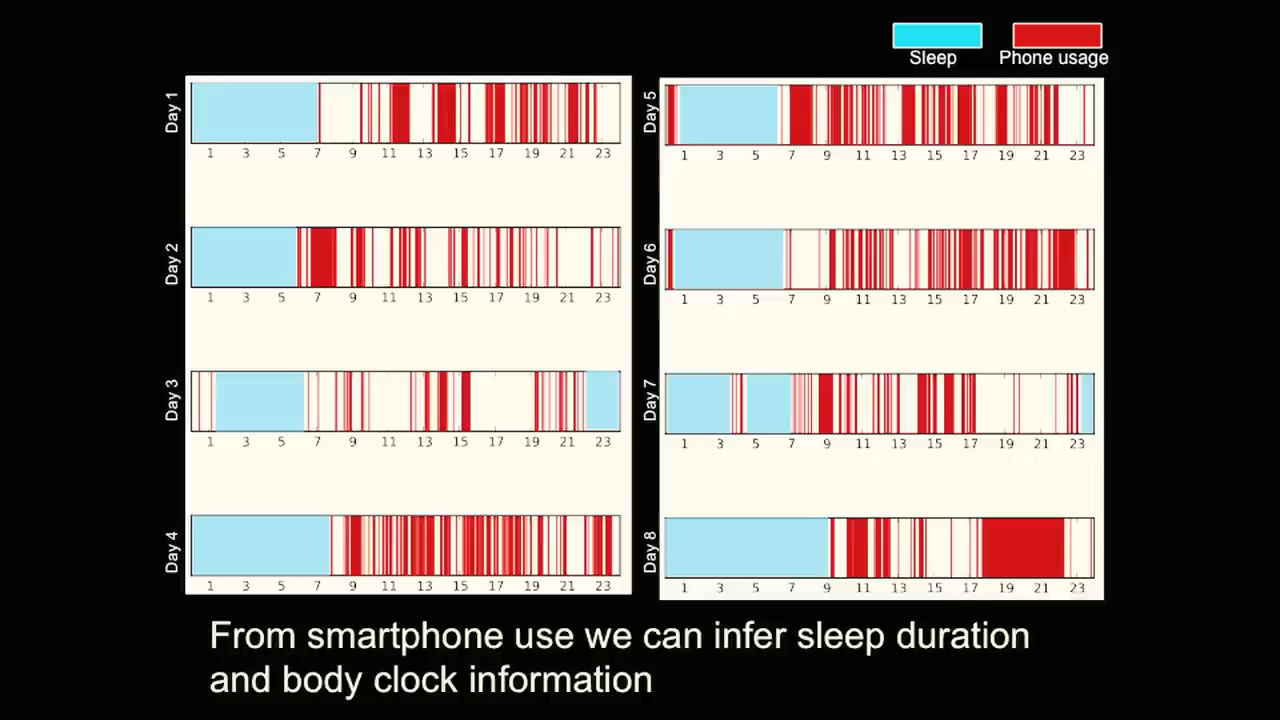 Sleep Phone usage
Day 1
1 3 5 7 9 11 13 15 17 19 21 23
Day 2
1 3 5 7 9 11 13 15 17 19 21 23
Day 3
1 3 5 7 9 11 13 15 17 19 21 23
Day 4
1 3 5 7 9 11 13 15 17 19 21 23
Day 5
1 3 5 7 9 11 13 15 17 19 21 23
Day 6
1 3 5 7 9 11 13 15 17 19 21 23
Day 7
1 3 5 7 9 11 13 15 17 19 21 23
Day 8
1 3 5 7 9 11 13 15 17 19 21 23
From smartphone use we can infer sleep duration
and body clock information